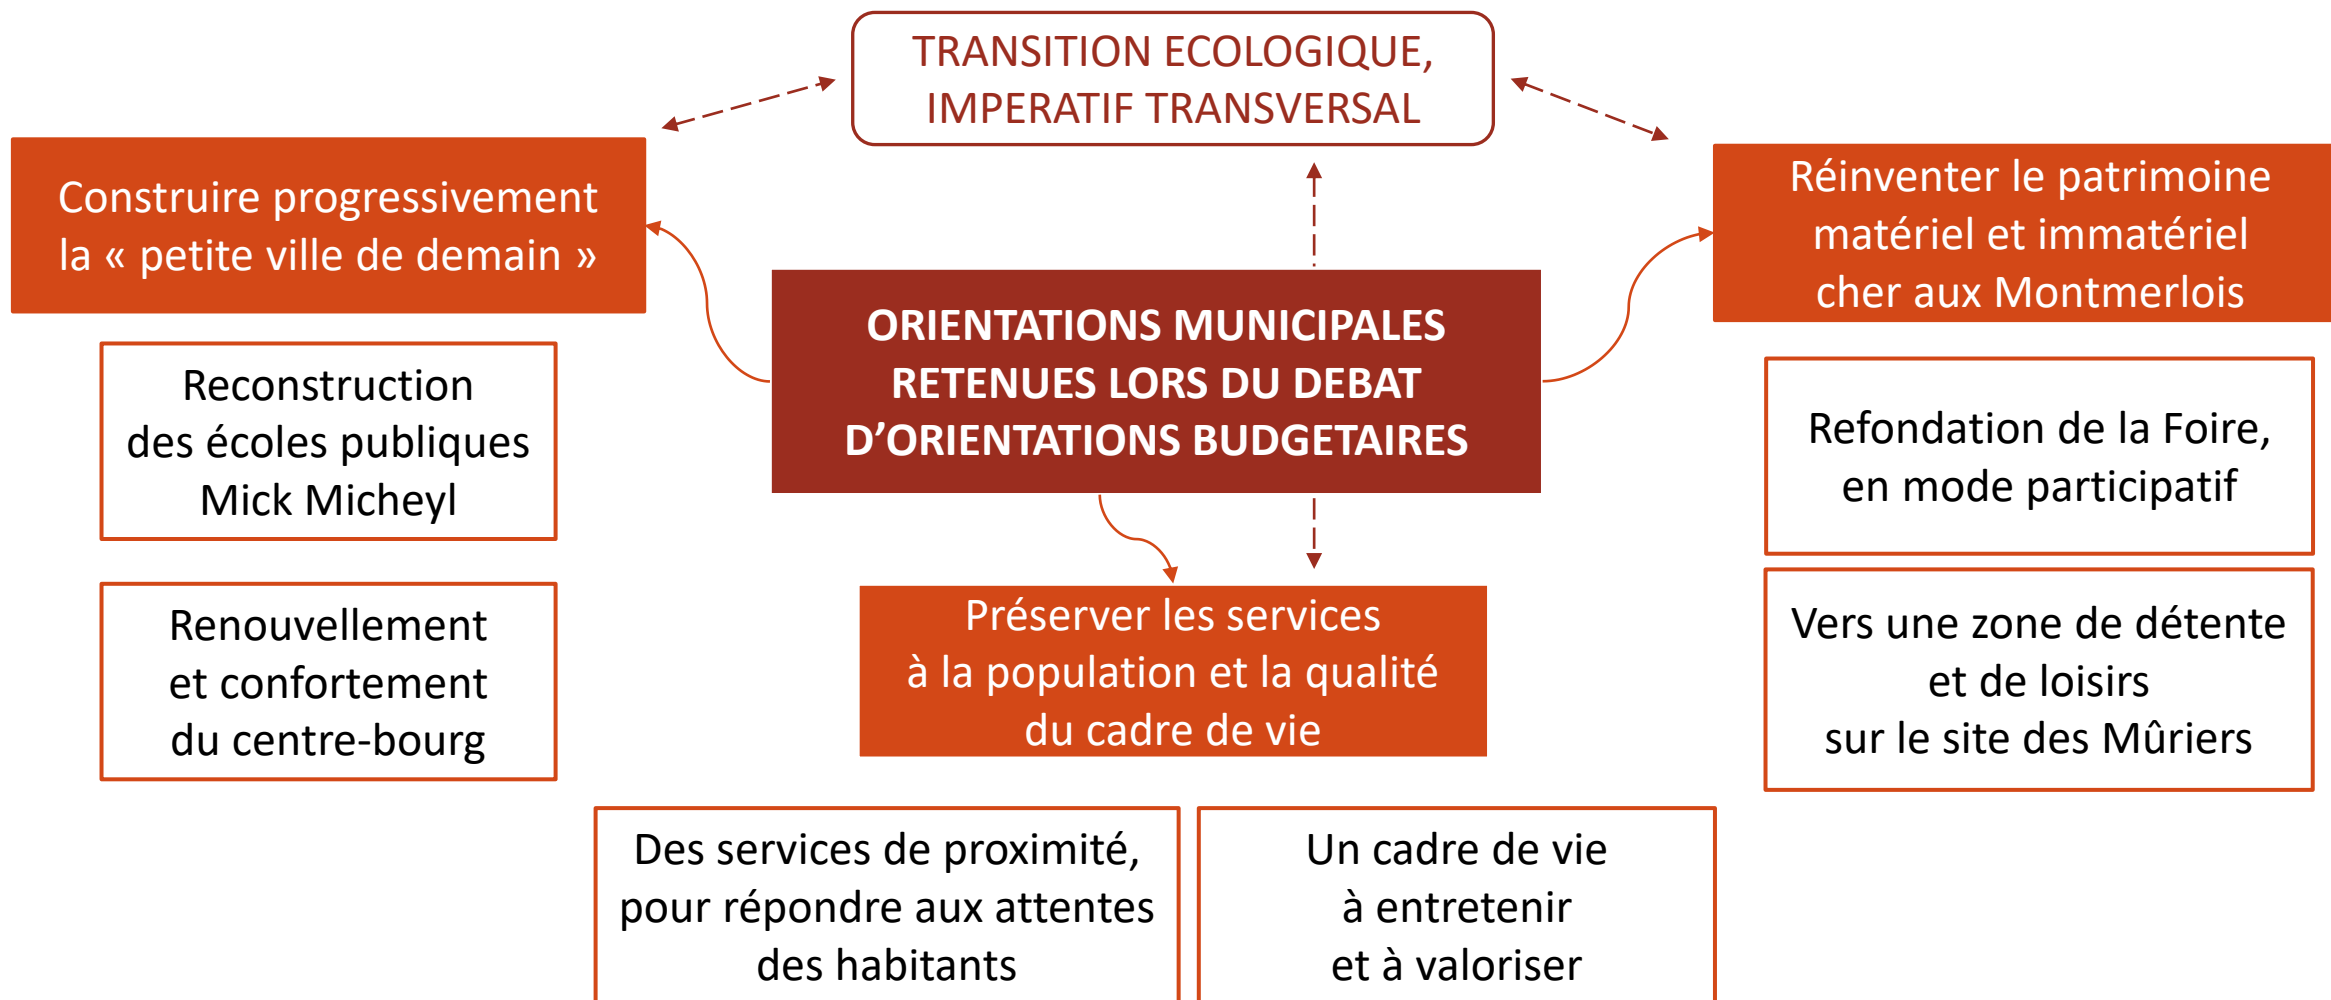 TRANSITION ECOLOGIQUE,
IMPERATIF TRANSVERSAL
Construire progressivement
la « petite ville de demain »
Réinventer le patrimoine
matériel et immatériel
cher aux Montmerlois
ORIENTATIONS MUNICIPALES
RETENUES LORS DU DEBAT
D’ORIENTATIONS BUDGETAIRES
Reconstruction
des écoles publiques
Mick Micheyl
Refondation de la Foire,
en mode participatif
Renouvellement
et confortement
du centre-bourg
Préserver les services
à la population et la qualité
du cadre de vie
Vers une zone de détente
et de loisirs
sur le site des Mûriers
Des services de proximité,
pour répondre aux attentes
des habitants
Un cadre de vie
à entretenir
et à valoriser